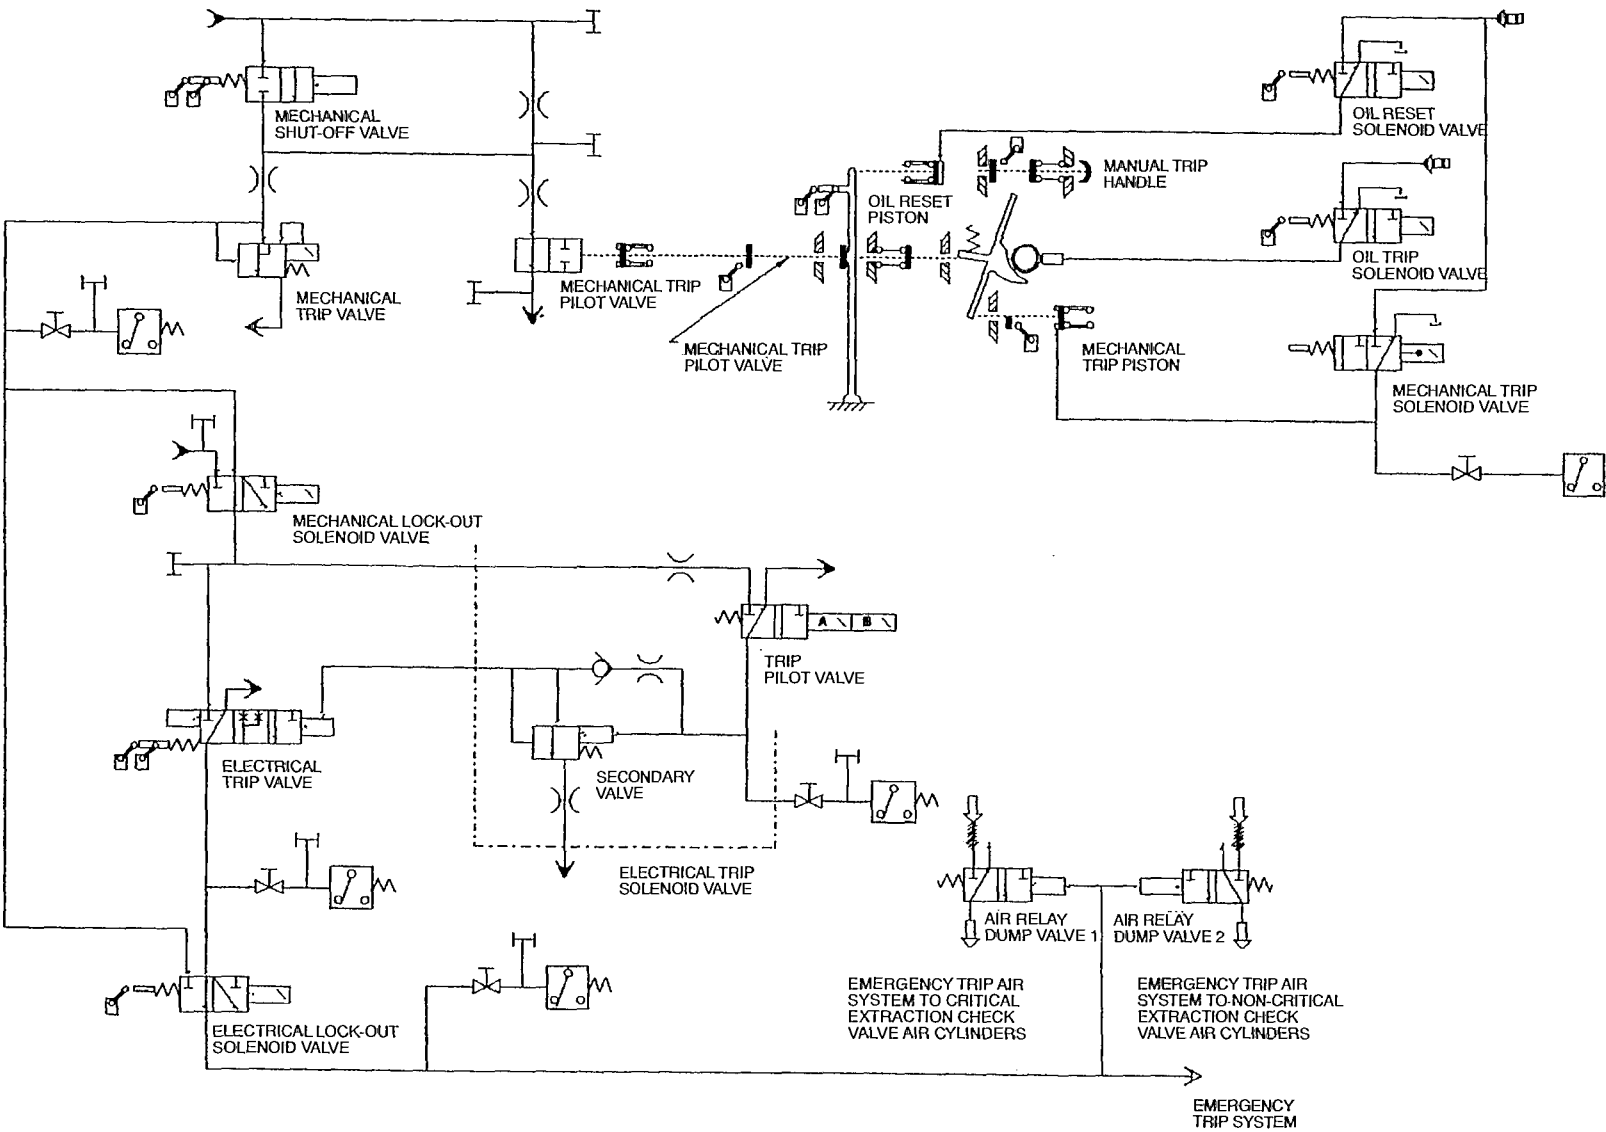 MECHANICAL
SHUT-OFF VALVE
OIL RESET
SOLENOID VALVE
MANUAL TRIP
HANDLE
OIL RESET
PISTON
OIL TRIP
SOLENOID VALVE
MECHANICAL
TRIP VALVE
MECHANICAL TRIP
PILOT VALVE
MECHANICAL TRIP
PILOT VALVE
MECHANICAL
TRIP PISTON
MECHANICAL TRIP
SOLENOID VALVE
MECHANICAL LOCK-OUT
SOLENOID VALVE
A B
TRIP
PILOT VALVE
ELECTRICAL
TRIP VALVE
SECONDARY
VALVE
ELECTRICAL TRIP
SOLENOID VALVE
AIR RELAY
DUMP VALVE 1
AIR RELAY
DUMP VALVE 2
EMERGENCY TRIP AIR
SYSTEM TO CRITICAL
EXTRACTION CHECK
VALVE AIR CYLINDERS
EMERGENCY TRIP AIR
SYSTEM TO-NON-CRITICAL
EXTRACTION CHECK
VALVE AIR CYLINDERS
ELECTRICAL LOCK-OUT
SOLENOID VALVE
EMERGENCY
TRIP SYSTEM